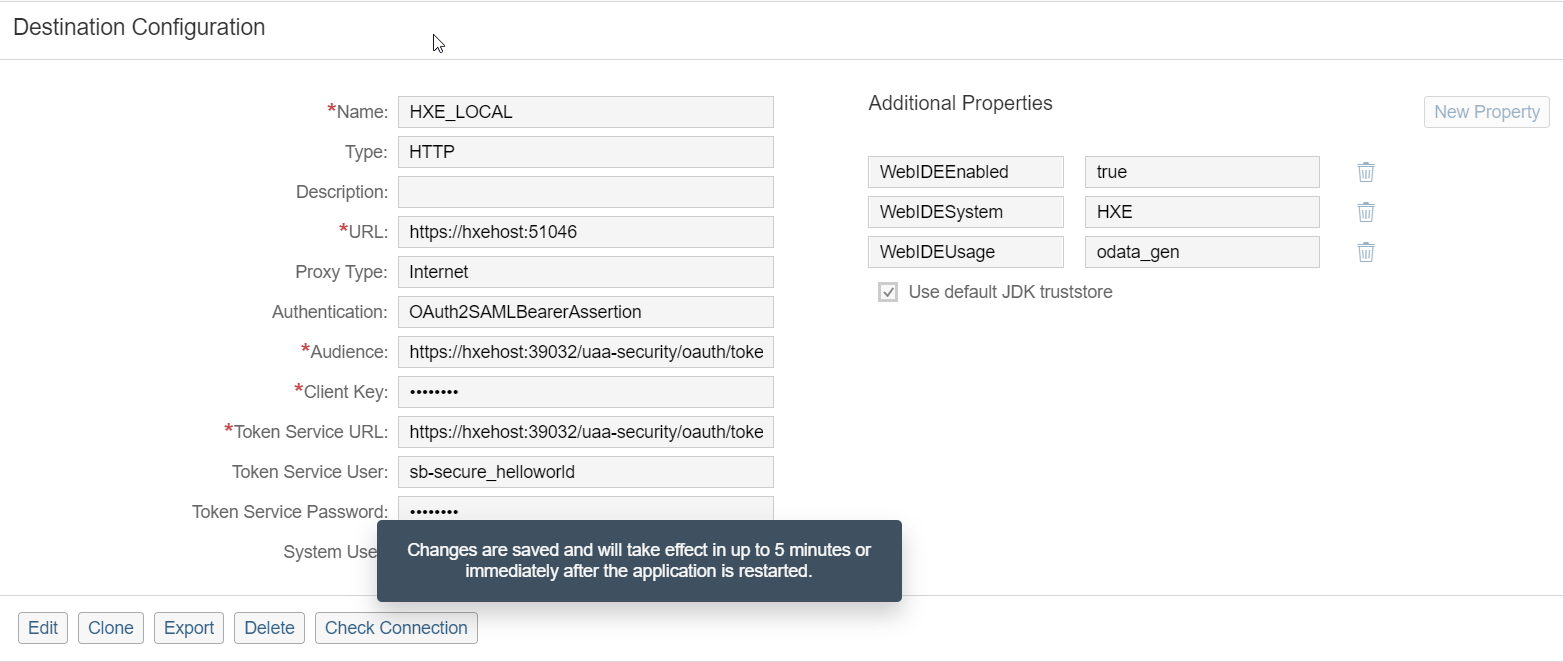 Destination Configuration
*Name: HXE_LOCAL
Type: HTTP
Description:
*URL: https://hxehost:51046
Proxy Type: Internet
Authentication: OAuth2SAMLBearerAssertion
*Audience: https://hxehost:39032/uaa-security/oauth/toke
*Client Key: ••••••••
*Token Service URL: https://hxehost:39032/uaa-security/oauth/toke
Token Service User: sb-secure_helloworld
Token Service Password: ••••••••
System Use
Additional Properties
New Property
WebIDEEnabled true
WebIDESystem HXE
WebIDEUsage odata_gen
Use default JDK truststore
Changes are saved and will take effect in up to 5 minutes or
immediately after the application is restarted.
Edit Clone Export Delete Check Connection